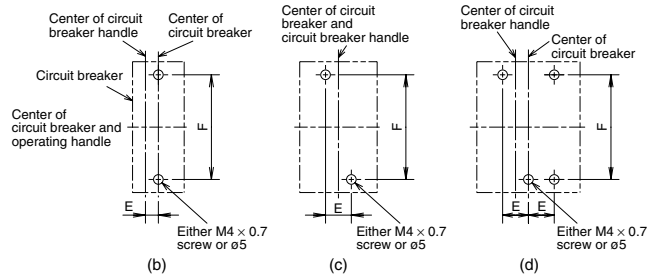 Center of circuit
breaker handle
Center of
circuit breaker
Circuit breaker
Center of
circuit breaker and
operating handle
F
E
Either M4 × 0.7
screw or ø5
(b)
Center of circuit
breaker and
circuit breaker handle
F
E
Either M4 × 0.7
screw or ø5
(c)
Center of circuit
breaker handle
Center of
circuit breaker
F
E
E
Either M4 × 0.7
screw or ø5
(d)